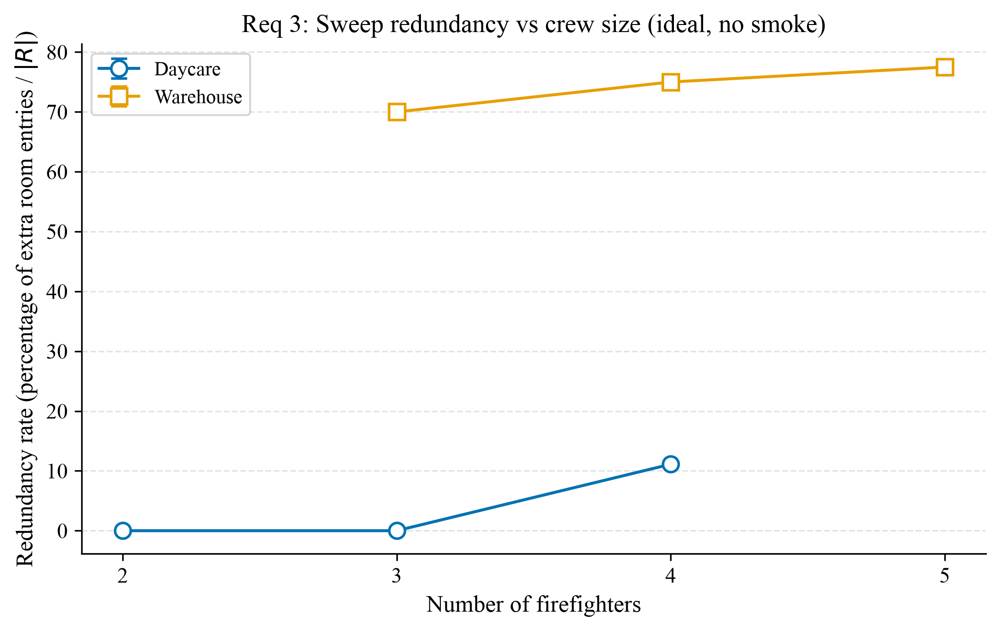 Req 3: Sweep redundancy vs crew size (ideal, no smoke)
Redundancy rate (percentage of extra room entries / |R|)
80
70
60
50
40
30
20
10
0
Daycare
Warehouse
2 3 4 5
Number of firefighters